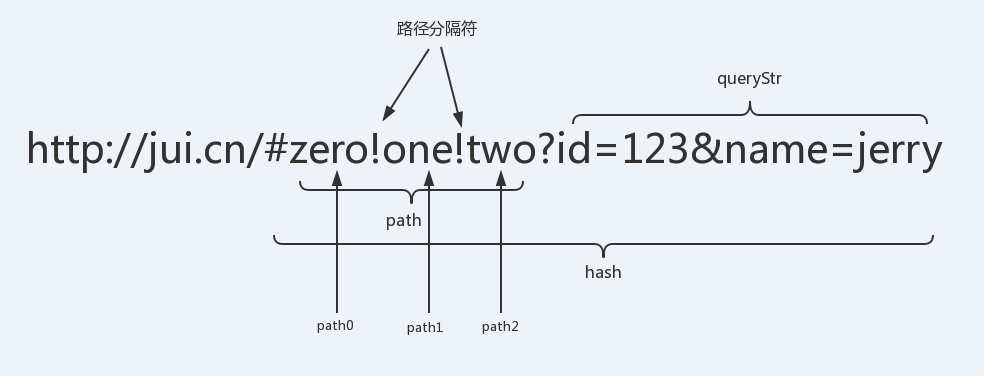 路径分隔符
queryStr
http://jui.cn/#zero!one!two?id=123&name=jerry
path
hash
path0 path1 path2